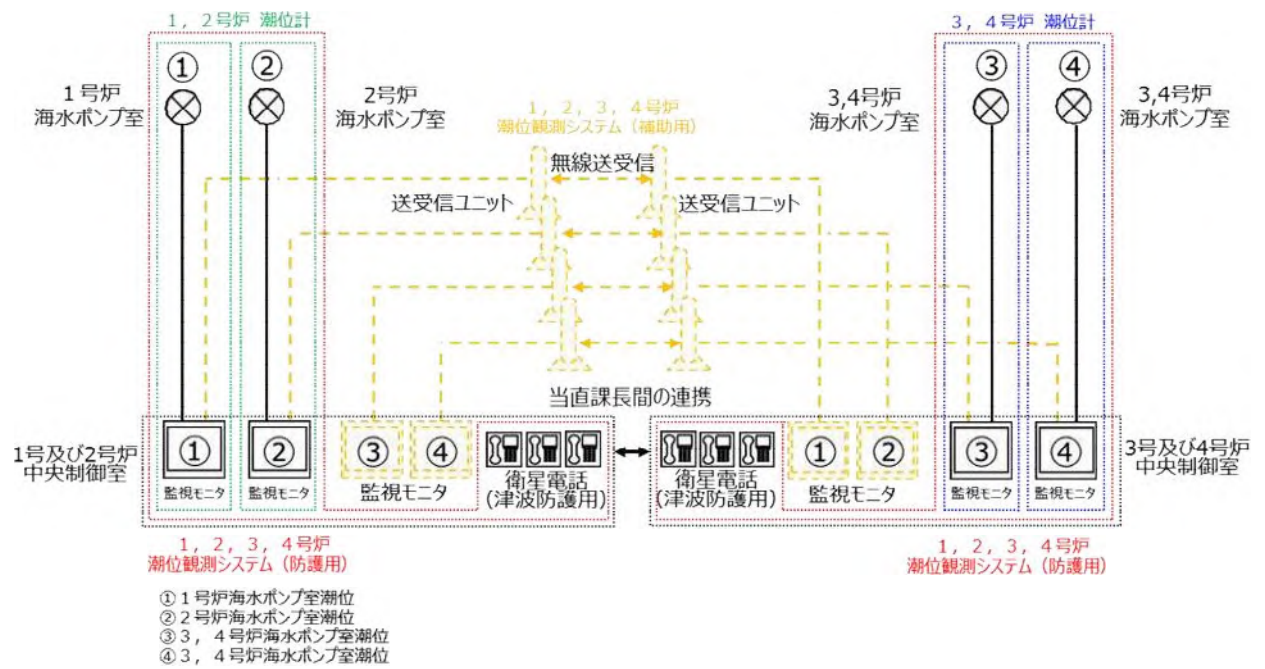 1，2号炉 潮位計
3，4号炉 潮位計
①
②
③
④
1号炉
海水ポンプ室
2号炉
海水ポンプ室
3,4号炉
海水ポンプ室
3,4号炉
海水ポンプ室
1，2，3，4号炉
潮位観測システム（補助用）
無線送受信
送受信ユニット
送受信ユニット
当直課長間の連携
1号及び2号炉
中央制御室
①
②
③
④
①
②
③
④
3号及び4号炉
中央制御室
監視モニタ
監視モニタ
監視モニタ
衛星電話
(津波防護用)
衛星電話
(津波防護用)
監視モニタ
監視モニタ
監視モニタ
1，2，3，4号炉
潮位観測システム（防護用）
1，2，3，4号炉
潮位観測システム（防護用）
①1号炉海水ポンプ室潮位
②2号炉海水ポンプ室潮位
③3，4号炉海水ポンプ室潮位
④3，4号炉海水ポンプ室潮位